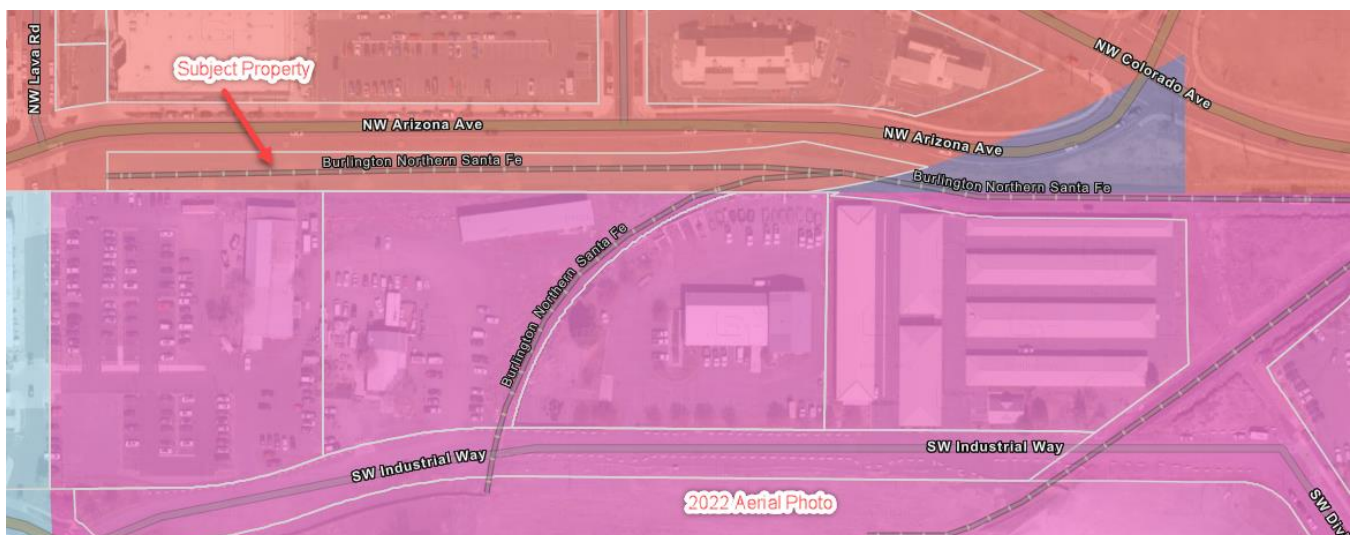 NW Lava Rd
Subject Property
NW Colorado Ave
NW Arizona Ave
NW Arizona Ave
Burlington Northern Santa Fe
Burlington Northern Santa Fe
Burlington Northern Santa Fe
SW Industrial Way
SW Industrial Way
2022 Aerial Photo
SW Divi